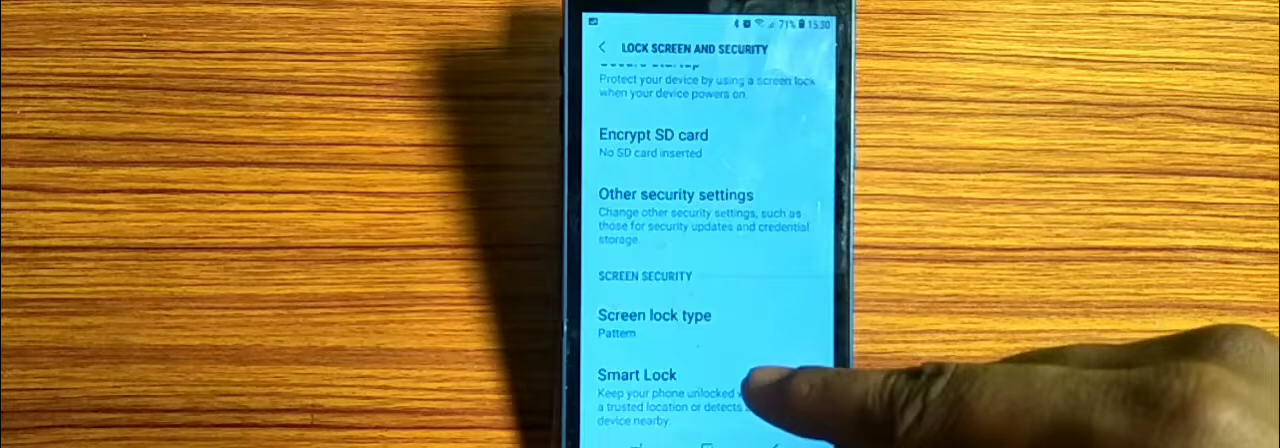 71% 15:30
LOCK SCREEN AND SECURITY
Protect your device by using a screen lock
when your device powers on.
Encrypt SD card
No SD card inserted
Other security settings
Change other security settings, such as
those for security updates and credential
storage.
SCREEN SECURITY
Screen lock type
Pattern
Smart Lock
Keep your phone unlocked
a trusted location or detects
device nearby.